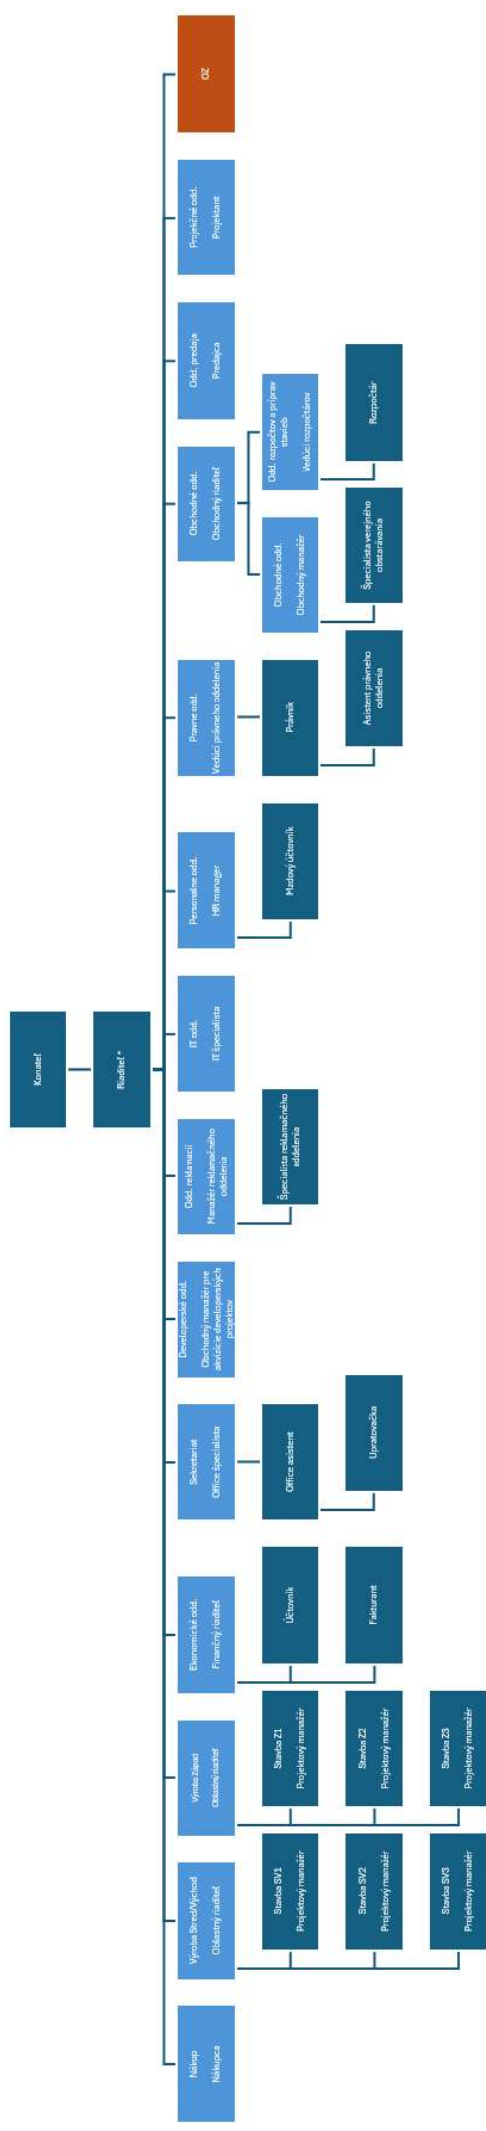 Konateľ
Riaditeľ *
Nákup
Nákupca
Výroba Stred/Východ
Oblastný riaditeľ
Stavba SV1
Projektový manažér
Stavba SV2
Projektový manažér
Stavba SV3
Projektový manažér
Výroba Západ
Oblastný riaditeľ
Stavba Z1
Projektový manažér
Stavba Z2
Projektový manažér
Stavba Z3
Projektový manažér
Ekonomické odd.
Finančný riaditeľ
Účtovník
Fakturant
Sekretariat
Office špecialista
Office asistent
Upratovačka
Developerské odd.
Obchodný manažér pre
akvizície developerských
projektov
Odd. reklamacií
Manažér reklamačného
oddelenia
Špecialista reklamačného
oddelenia
IT odd.
IT špecialista
Personalne odd.
HR manager
Mzdový účtovník
Pravne odd.
Vedúci právneho oddelenia
Právnik
Asistent právneho
oddelenia
Obchodné odd.
Obchodný riaditeľ
Obchodné odd.
Obchodný manažér
Špecialista verejného
obstarávania
Odd. rozpočtov a príprav
stavieb
Vedúci rozpočtárov
Rozpočtár
Odd. predaja
Predajca
Projekčné odd.
Projektant
OZ